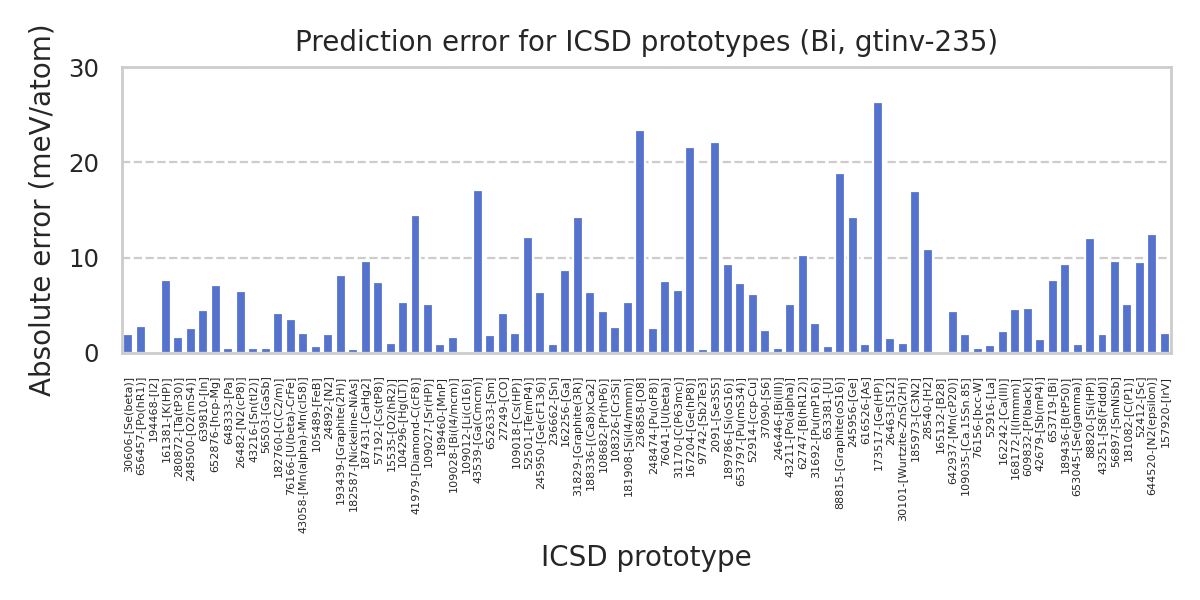 Prediction error for ICSD prototypes (Bi, gtinv-235)
Absolute error (meV/atom)
30
20
10
0
30606-[Se(beta)]
656457-[Po(hR1)]
194468-[I2]
161381-[K(HP)]
280872-[Ta(tP30)]
248500-[O2(mS4)]
639810-[In]
652876-[hcp-Mg]
64833-[Pa]
26482-[N2(cP8)]
43216-[Sn(tI2)]
56503-[GaSb]
182760-[C(C2/m)]
76166-[U(beta)-CrFe]
43058-[Mn(alpha)-Mn(cI58)]
105489-[FeB]
24892-[N2]
193439-[Graphite(2H)]
182587-[Nickeline-NiAs]
187431-[CaHg2]
57192-[Cs(tP8)]
15535-[O2(hR2)]
104296-[Hg(LT)]
41979-[Diamond-C(cF8)]
109027-[Sr(HP)]
189460-[MnP]
109028-[Bi(I4/mcm)]
109012-[Li(cI16)]
43539-[Ga(Cmcm)]
652633-[Sm]
27249-[CO]
109018-[Cs(HP)]
52501-[Te(mP4)]
245950-[Ge(cF136)]
236662-[Sn]
162256-[Ga]
31829-[Graphite(3R)]
188336-[(Ca8)xCa2]
108682-[Pr(hP6)]
108326-[Cr3Si]
181908-[Si(I4/mmm)]
236858-[O8]
248474-[Pu(oF8)]
76041-[U(beta)]
31170-[C(P63mc)]
167204-[Ge(hP8)]
97742-[Sb2Te3]
2091-[Se3S5]
189786-[Si(oS16)]
653797-[Pu(mS34)]
52914-[ccp-Cu]
37090-[S6]
246446-[Bi(III)]
43211-[Po(alpha)]
62747-[B(hR12)]
31692-[Pu(mP16)]
653381-[U]
88815-[Graphite(oS16)]
245956-[Ge]
616526-[As]
173517-[Ge(HP)]
26463-[S12]
30101-[Wurtzite-ZnS(2H)]
185973-[C3N2]
28540-[H2]
165132-[B28]
642937-[Mn(cP20)]
109035-[Ca.15Sn.85]
76156-[bcc-W]
52916-[La]
162242-[Ca(III)]
168172-[I(Immm)]
609832-[P(black)]
42679-[Sb(mP4)]
653719-[Bi]
189436-[B(tP50)]
653045-[Se(gamma)]
88820-[Si(HP)]
43251-[S8(Fddd)]
56897-[SmNiSb]
181082-[C(P1)]
52412-[Sc]
644520-[N2(epsilon)]
157920-[IrV]
ICSD prototype